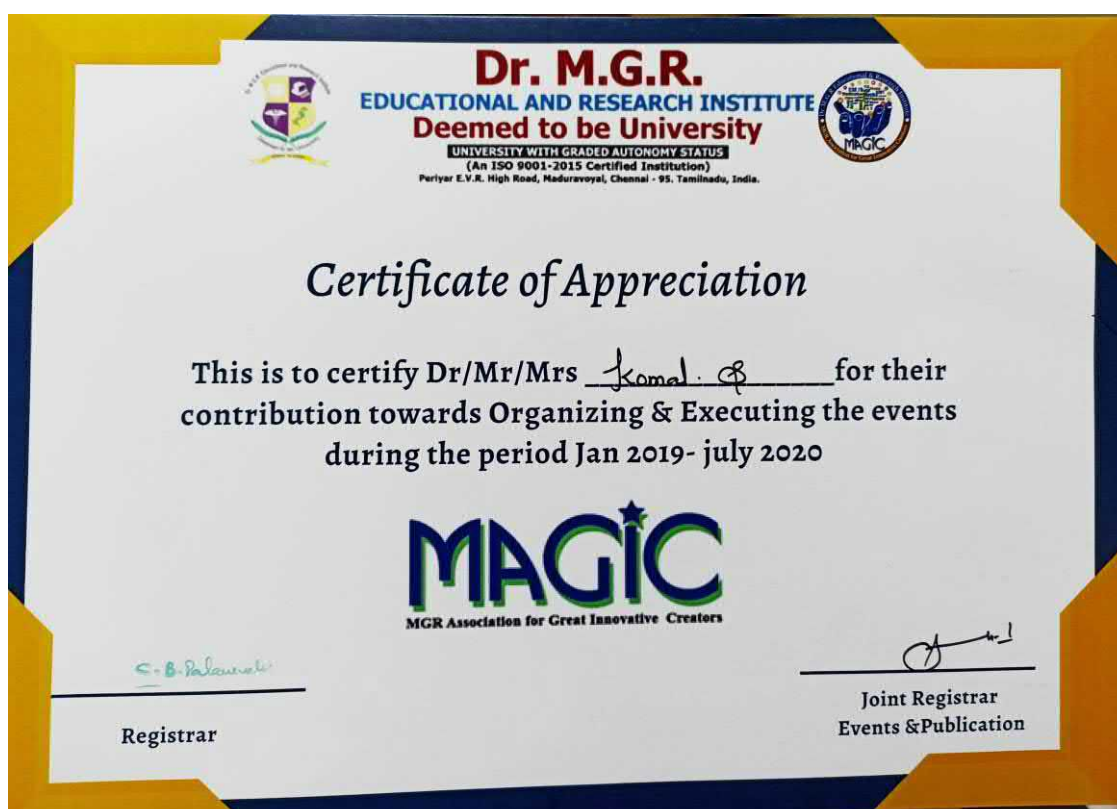 Dr. M.G.R.
EDUCATIONAL AND RESEARCH INSTITUTE
Deemed to be University
UNIVERSITY WITH GRADED AUTONOMY STATUS
(An ISO 9001-2015 Certified Institution)
Periyar E.V.R. High Road, Maduravoyal, Chennai - 95. Tamilnadu, India.
MAGIC
Certificate of Appreciation
This is to certify Dr/Mr/Mrs Komal. for their
contribution towards Organizing & Executing the events
during the period Jan 2019- july 2020
MAGiC
MGR Association for Great Innovative Creators
Registrar
Joint Registrar
Events &Publication